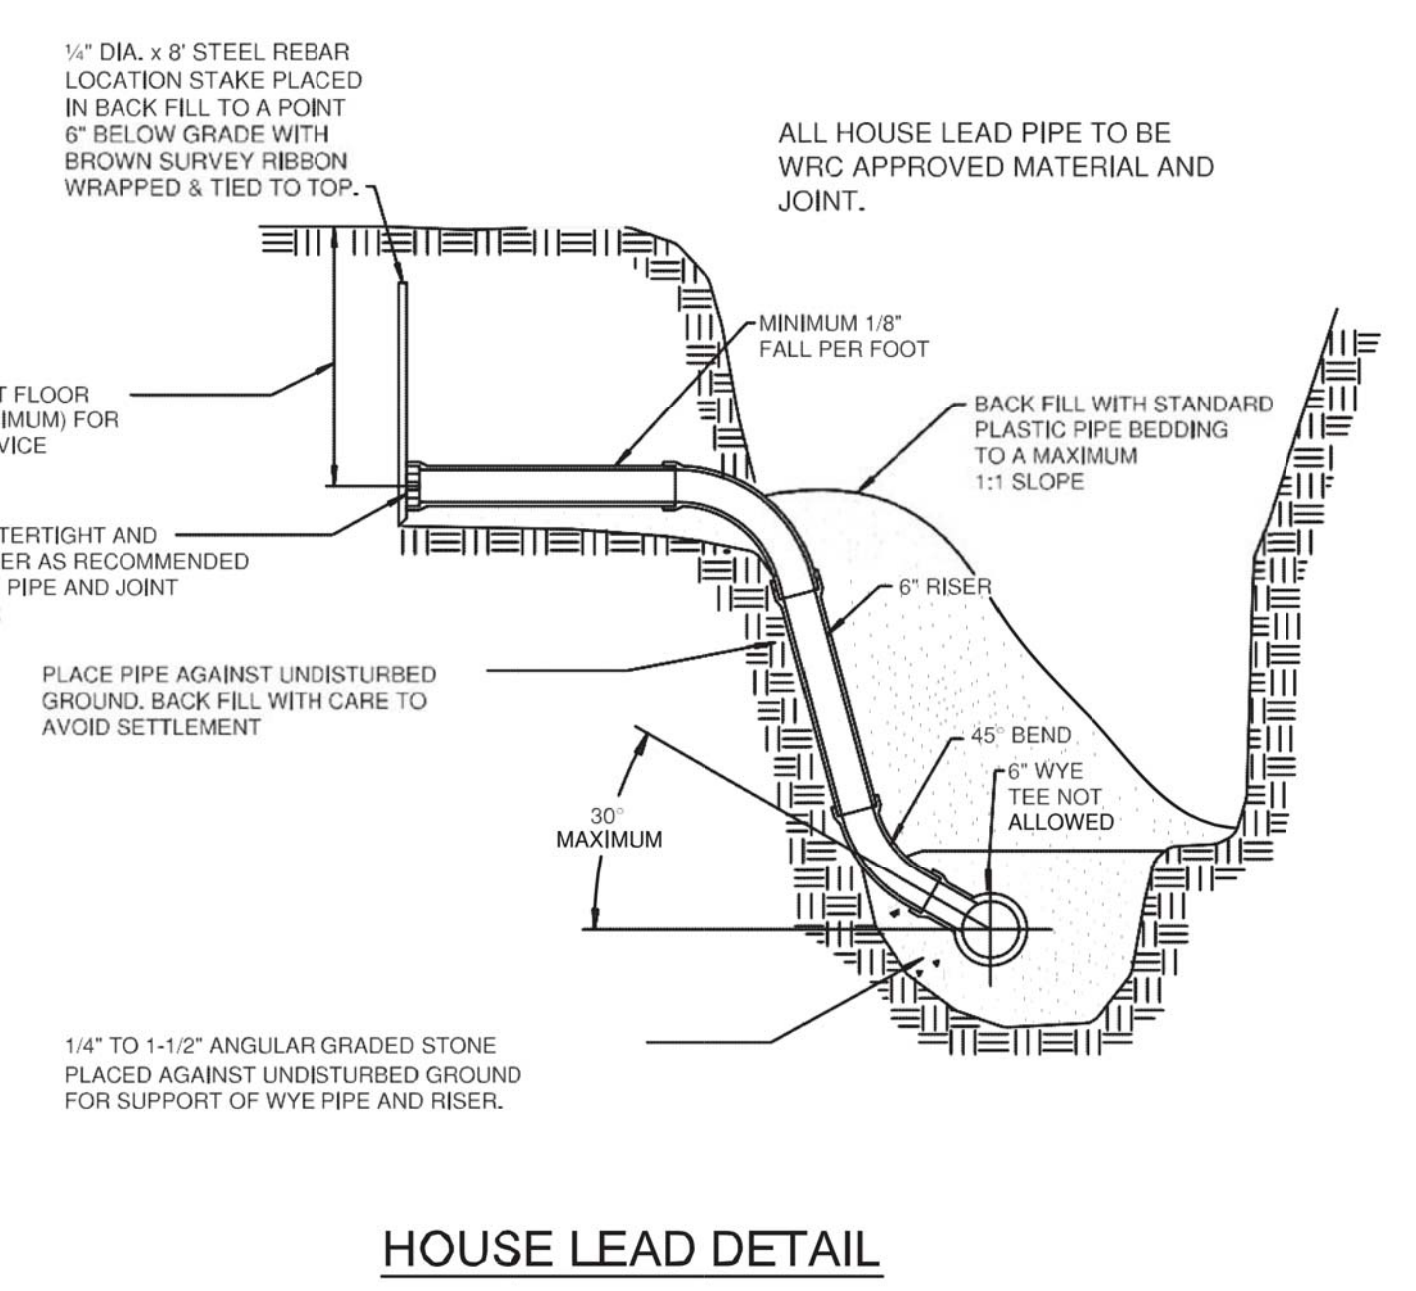 ¼" DIA. x 8' STEEL REBAR
LOCATION STAKE PLACED
IN BACK FILL TO A POINT
6" BELOW GRADE WITH
BROWN SURVEY RIBBON
WRAPPED & TIED TO TOP.
ALL HOUSE LEAD PIPE TO BE
WRC APPROVED MATERIAL AND
JOINT.
MINIMUM 1/8"
FALL PER FOOT
FLOOR
FOR
BACK FILL WITH STANDARD
PLASTIC PIPE BEDDING
TO A MAXIMUM
1:1 SLOPE
AND
AS RECOMMENDED
PIPE AND JOINT
6" RISER
PLACE PIPE AGAINST UNDISTURBED
GROUND. BACK FILL WITH CARE TO
AVOID SETTLEMENT
45° BEND
6" WYE
TEE NOT
ALLOWED
30°
MAXIMUM
1/4" TO 1-1/2" ANGULAR GRADED STONE
PLACED AGAINST UNDISTURBED GROUND
FOR SUPPORT OF WYE PIPE AND RISER.
HOUSE LEAD DETAIL